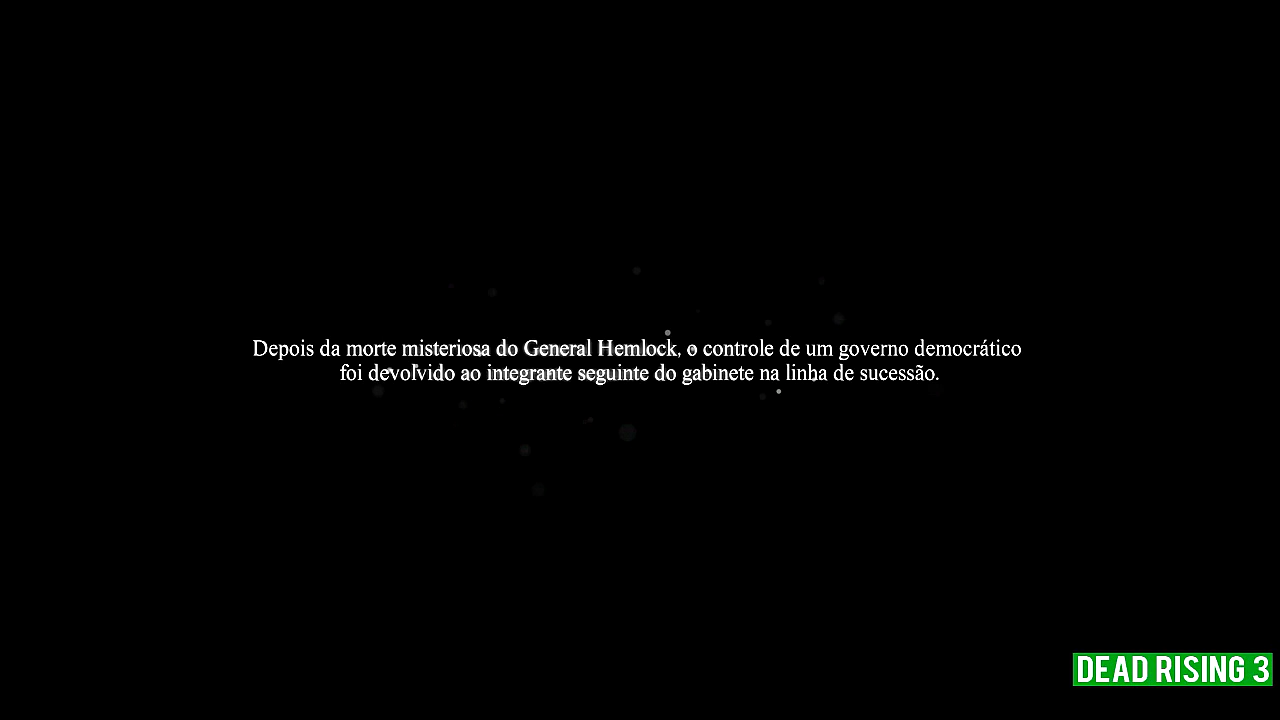 Depois da morte misteriosa do General Hemlock, o controle de um governo democrático
foi devolvido ao integrante seguinte do gabinete na linha de sucessão.
DEAD RISING 3